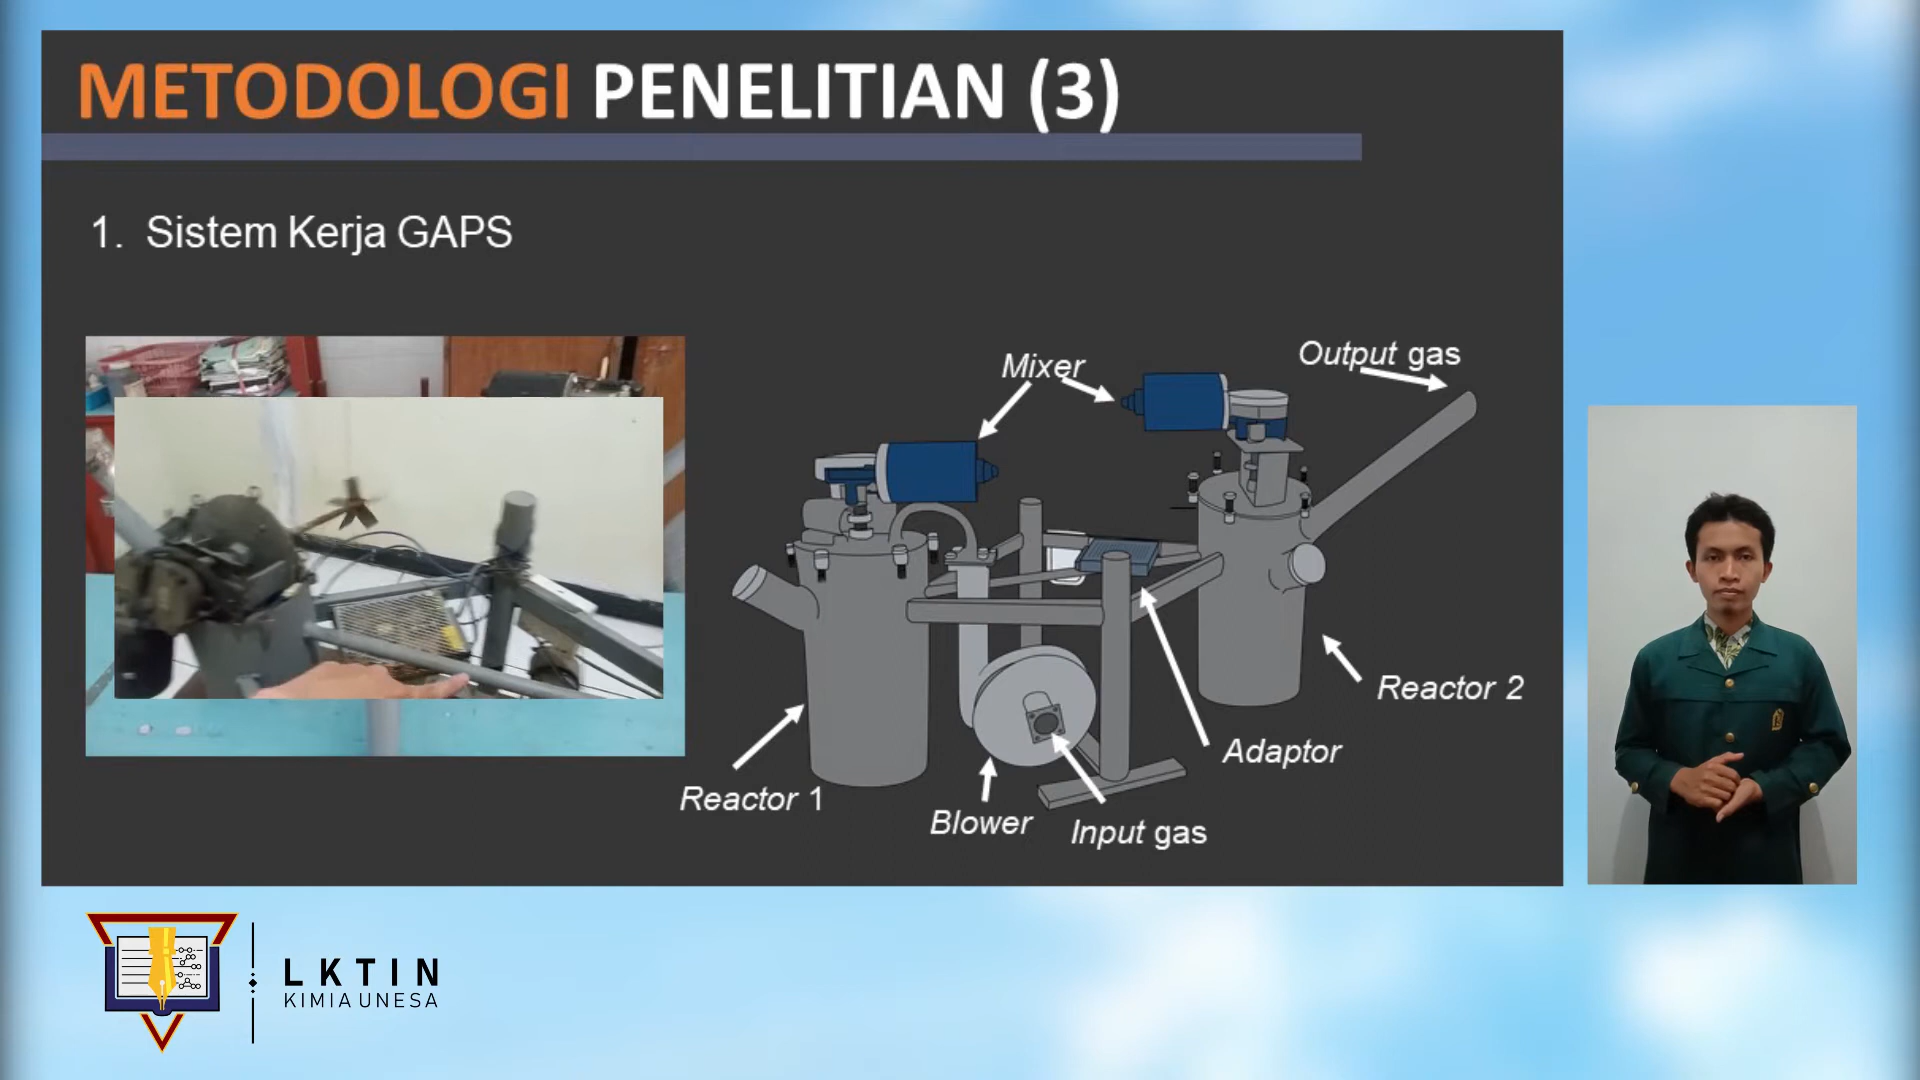 METODOLOGI PENELITIAN (3)
1. Sistem Kerja GAPS
Mixer
Output gas
Reactor 2
Adaptor
Reactor 1
Blower
Input gas
LKTIN
KIMIA UNESA